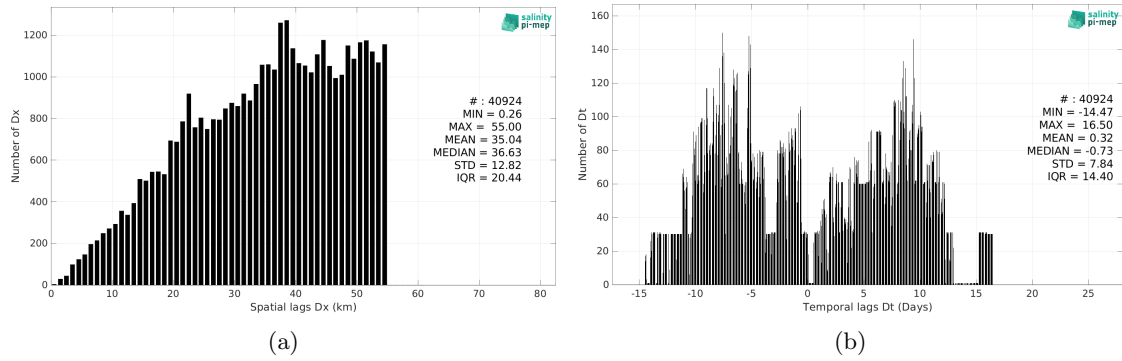 salinity
pi-mep
1200
1000
800
600
400
200
0
Number of Dx
# : 40924
MIN = 0.26
MAX = 55.00
MEAN = 35.04
MEDIAN = 36.63
STD = 12.82
IQR = 20.44
0 10 20 30 40 50 60 70 80
Spatial lags Dx (km)
(a)
salinity
pi-mep
160
140
120
100
80
60
40
20
0
Number of Dt
# : 40924
MIN = -14.47
MAX = 16.50
MEAN = 0.32
MEDIAN = -0.73
STD = 7.84
IQR = 14.40
-15 -10 -5 0 5 10 15 20 25
Temporal lags Dt (Days)
(b)